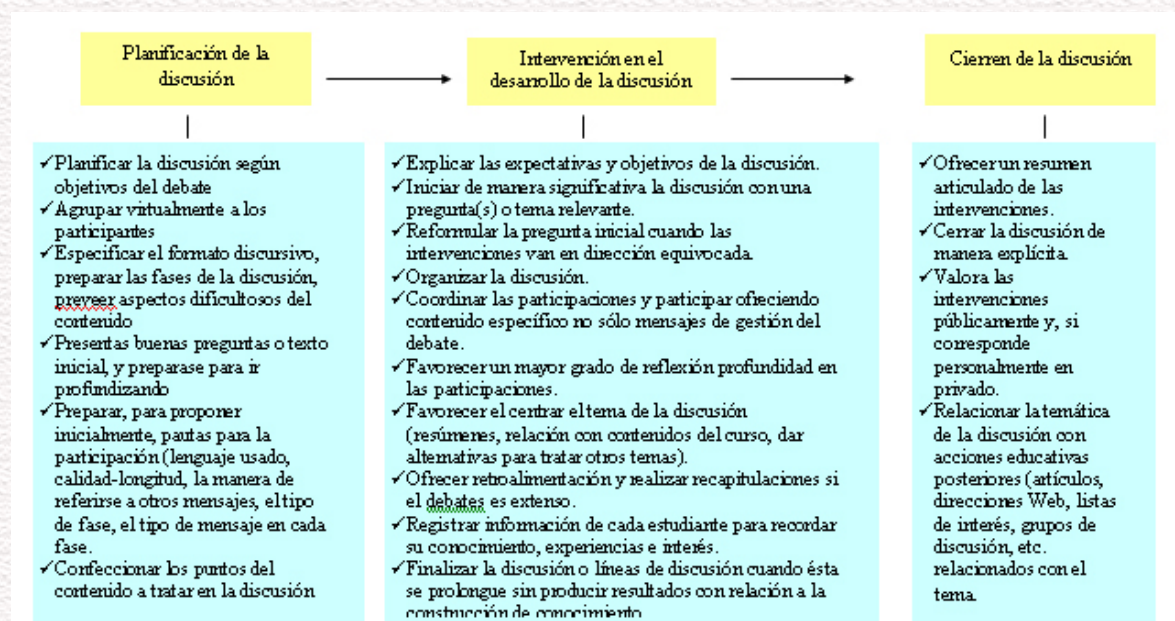 Planificación de la
discusión
Intervención en el
desarrollo de la discusión
Cierren de la discusión
✓Planificar la discusión según
objetivos del debate
✓Agrupar virtualmente a los
participantes
✓Especificar el formato discursivo,
preparar las fases de la discusión,
preveer aspectos dificultosos del
contenido
✓Presentas buenas preguntas o texto
inicial, y preparase para ir
profundizando
✓Preparar, para proponer
inicialmente, pautas para la
participación (lenguaje usado,
calidad-longitud, la manera de
referirse a otros mensajes, el tipo
de fase, el tipo de mensaje en cada
fase.
✓Confeccionar los puntos del
contenido a tratar en la discusión
✓Explicar las expectativas y objetivos de la discusión.
✓Iniciar de manera significativa la discusión con una
pregunta(s) o tema relevante.
✓Reformular la pregunta inicial cuando las
intervenciones van en dirección equivocada.
✓Organizar la discusión.
✓Coordinar las participaciones y participar ofreciendo
contenido específico no sólo mensajes de gestión del
debate.
✓Favorecer un mayor grado de reflexión profundidad en
las participaciones.
✓Favorecer el centrar el tema de la discusión
(resúmenes, relación con contenidos del curso, dar
alternativas para tratar otros temas).
✓Ofrecer retroalimentación y realizar recapitulaciones si
el debates es extenso.
✓Registrar información de cada estudiante para recordar
su conocimiento, experiencias e interés.
✓Finalizar la discusión o líneas de discusión cuando ésta
se prolongue sin producir resultados con relación a la
construcción de conocimiento
✓Ofrecer un resumen
articulado de las
intervenciones.
✓Cerrar la discusión de
manera explícita.
✓Valora las
intervenciones
públicamente y, si
corresponde
personalmente en
privado.
✓Relacionar la temática
de la discusión con
acciones educativas
posteriores (artículos,
direcciones Web, listas
de interés, grupos de
discusión, etc.
relacionados con el
tema.